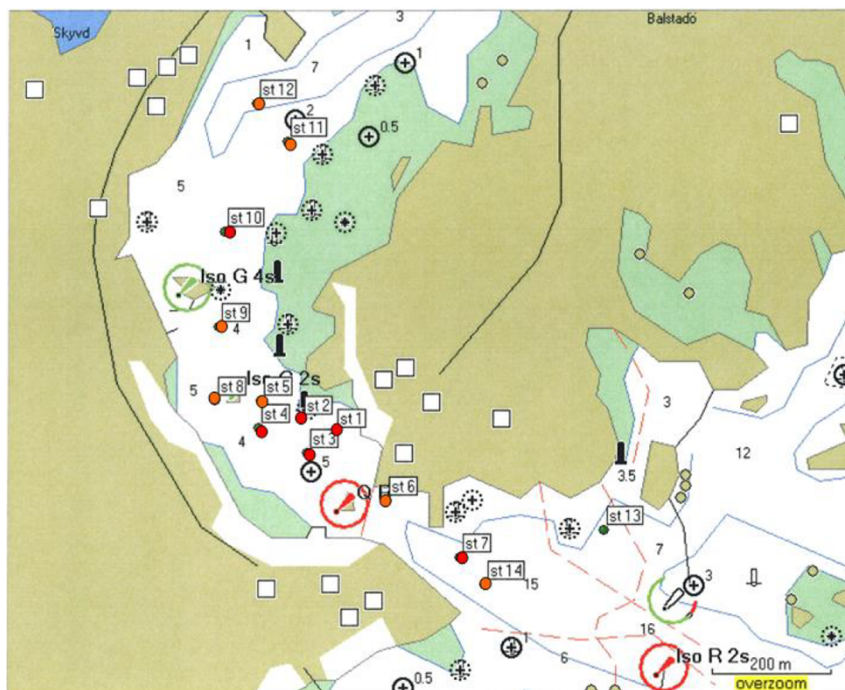 Skyvd
Balstadó
3
1
7
1
st 12
2
st 11
0.5
5
st 10
Iso G 4s
st 9
4
3
5
st 8
st 5
2s
st 2
st 4
st 1
4
st 3
5
12
3.5
Q
st 6
st 13
7
st 7
st 14
15
3
16
1
6
Iso R 2s
0.5
200 m
overzoom